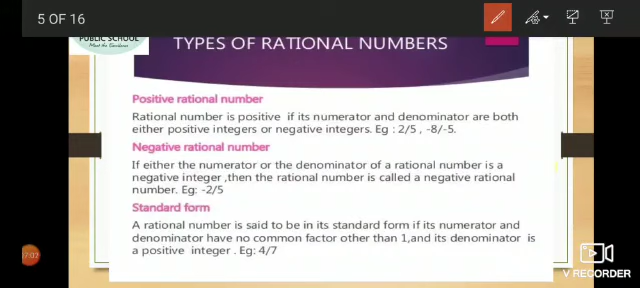 5 OF 16
PUBLIC SCHOOL
Meet the Excellence
TYPES OF RATIONAL NUMBERS
Positive rational number
Rational number is positive if its numerator and denominator are both
either positive integers or negative integers. Eg : 2/5 , -8/-5.
Negative rational number
If either the numerator or the denominator of a rational number is a
negative integer ,then the rational number is called a negative rational
number. Eg: -2/5
Standard form
A rational number is said to be in its standard form if its numerator and
denominator have no common factor other than 1,and its denominator is
a positive integer . Eg: 4/7
V RECORDER